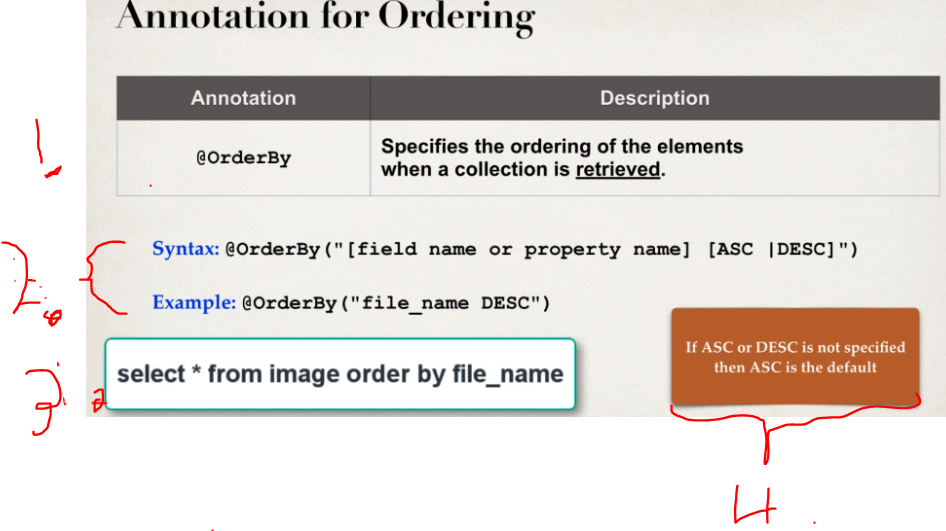 Annotation for Ordering
Annotation Description
1.
@OrderBy
Specifies the ordering of the elements
when a collection is retrieved.
2.
Syntax: @OrderBy("[field name or property name] [ASC |DESC]")
Example: @OrderBy("file_name DESC")
3.
select * from image order by file_name
If ASC or DESC is not specified
then ASC is the default
4